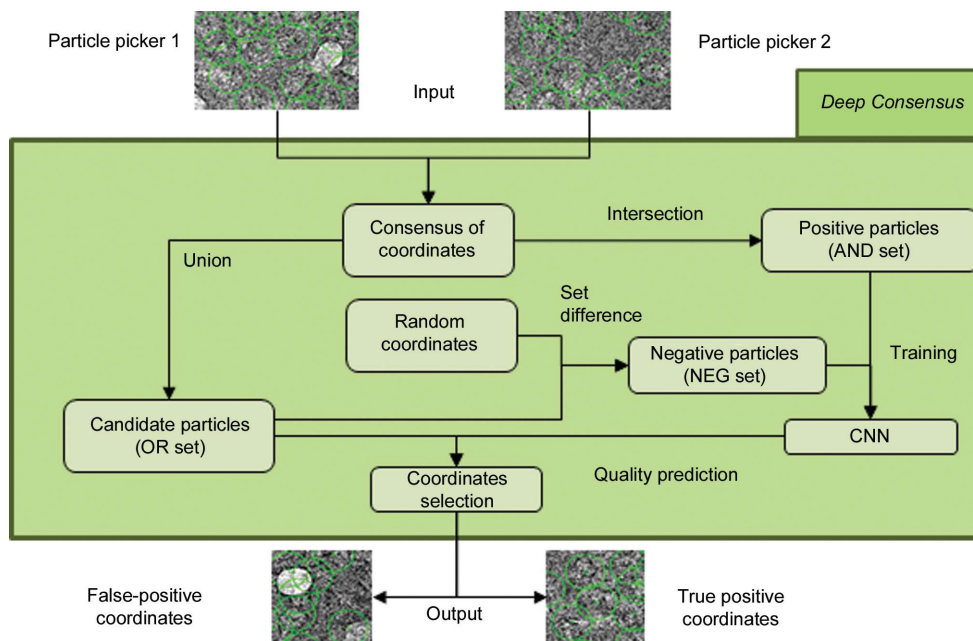 Particle picker 1
Particle picker 2
Input
Deep Consensus
Consensus of
coordinates
Intersection
Positive particles
(AND set)
Union
Random
coordinates
Set
difference
Negative particles
(NEG set)
Training
Candidate particles
(OR set)
CNN
Coordinates
selection
Quality prediction
False-positive
coordinates
Output
True positive
coordinates